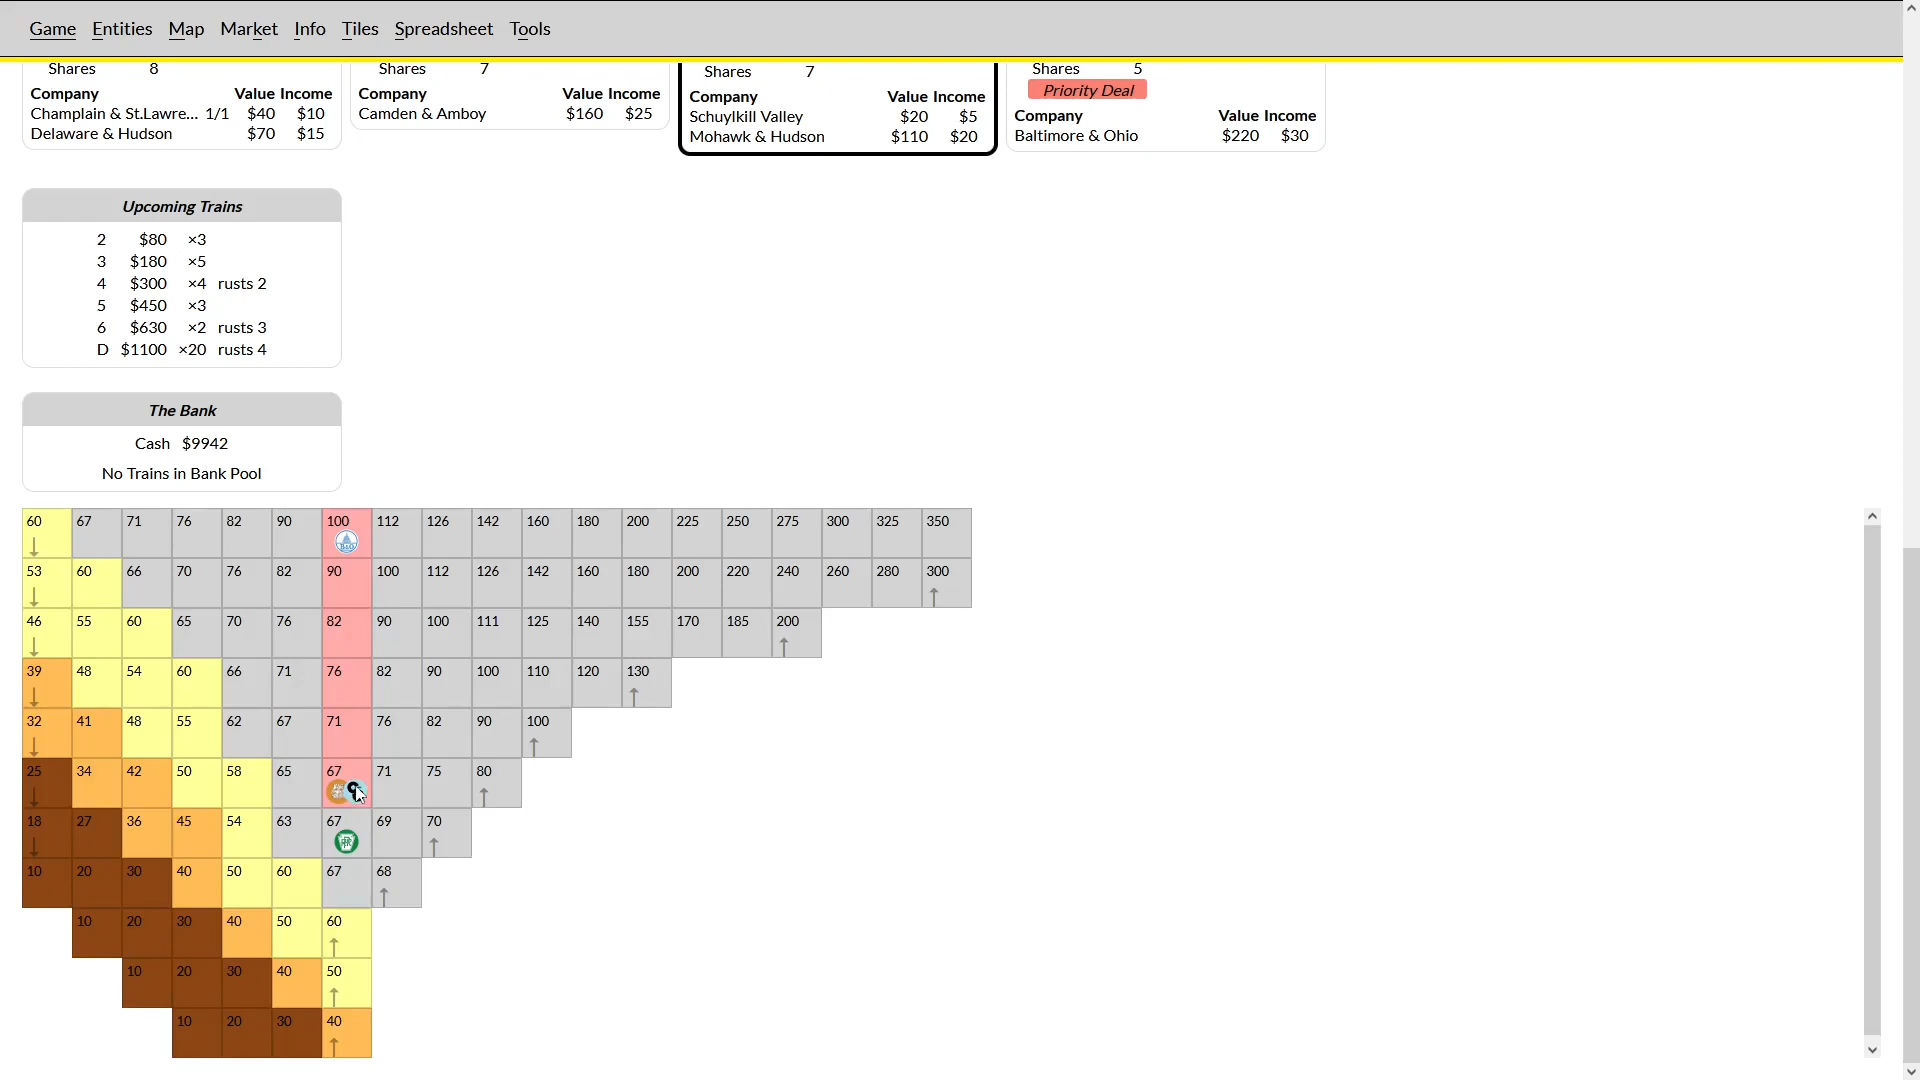 Game Entities Map Market Info Tiles Spreadsheet Tools
Shares 8
Company Value Income
Champlain & St.Lawre... 1/1 $40 $10
Delaware & Hudson $70 $15
Shares 7
Company Value Income
Camden & Amboy $160 $25
Shares 7
Company Value Income
Schuylkill Valley $20 $5
Mohawk & Hudson $110 $20
Shares 5
Priority Deal
Company Value Income
Baltimore & Ohio $220 $30
Upcoming Trains
2 $80 ×3
3 $180 ×5
4 $300 ×4 rusts 2
5 $450 ×3
6 $630 ×2 rusts 3
D $1100 ×20 rusts 4
The Bank
Cash $9942
No Trains in Bank Pool
60 67 71 76 82 90 100 112 126 142 160 180 200 225 250 275 300 325 350
B&O
53 60 66 70 76 82 90 100 112 126 142 160 180 200 220 240 260 280 300
46 55 60 65 70 76 82 90 100 111 125 140 155 170 185 200
39 48 54 60 66 71 76 82 90 100 110 120 130
32 41 48 55 62 67 71 76 82 90 100
25 34 42 50 58 65 67 71 75 80
18 27 36 45 54 63 67 69 70
10 20 30 40 50 60 67 68
10 20 30 40 50 60
10 20 30 40 50
10 20 30 40